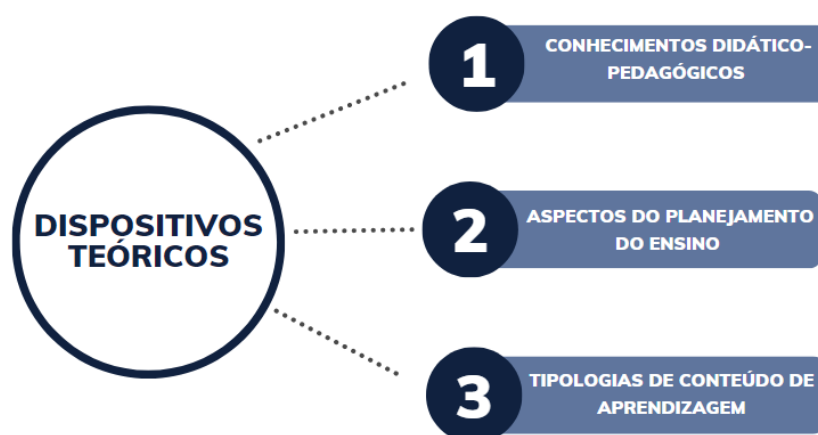 DISPOSITIVOS
TEÓRICOS
1
CONHECIMENTOS DIDÁTICO-
PEDAGÓGICOS
2
ASPECTOS DO PLANEJAMENTO
DO ENSINO
3
TIPOLOGIAS DE CONTEÚDO DE
APRENDIZAGEM